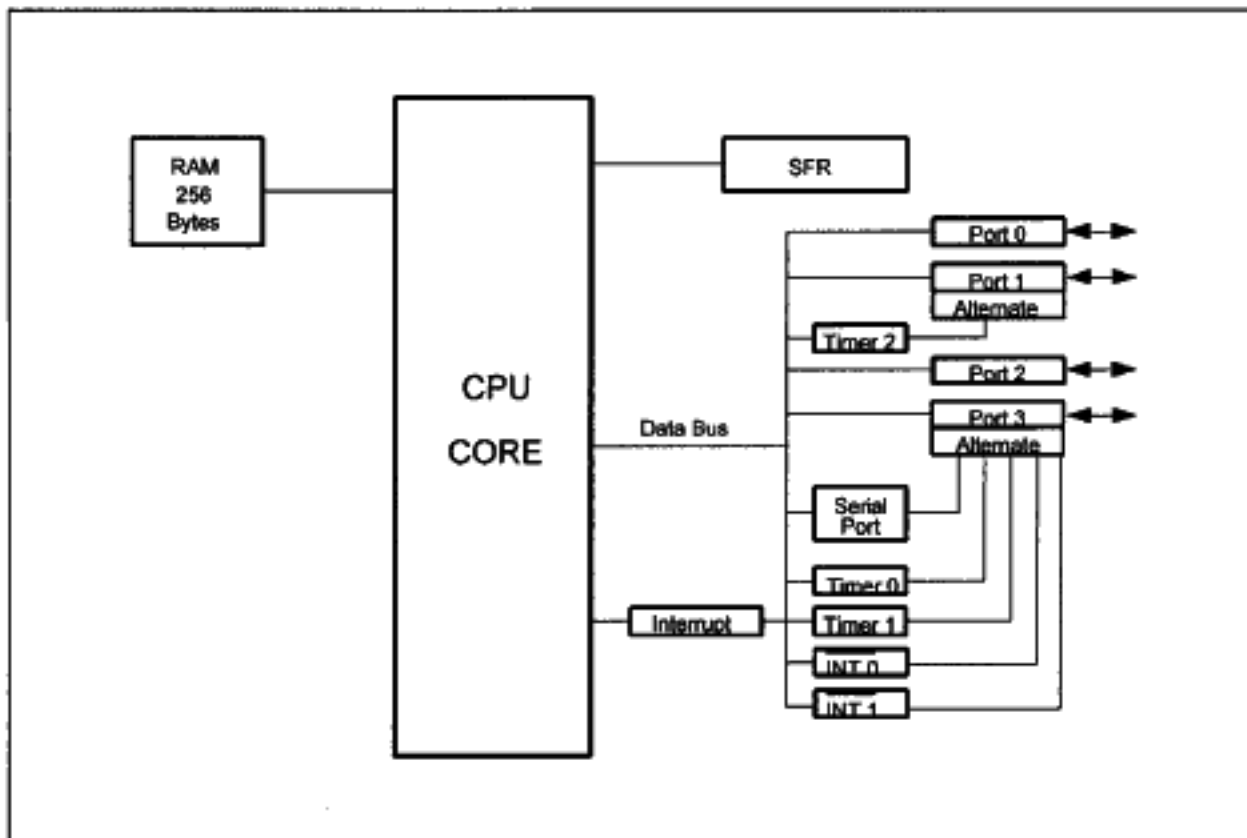 RAM
256
Bytes
CPU
CORE
SFR
Port 0
Port 1
Alternate
Timer 2
Port 2
Port 3
Alternate
Data Bus
Serial
Port
Timer 0
Interrupt
Timer 1
INT 0
INT 1